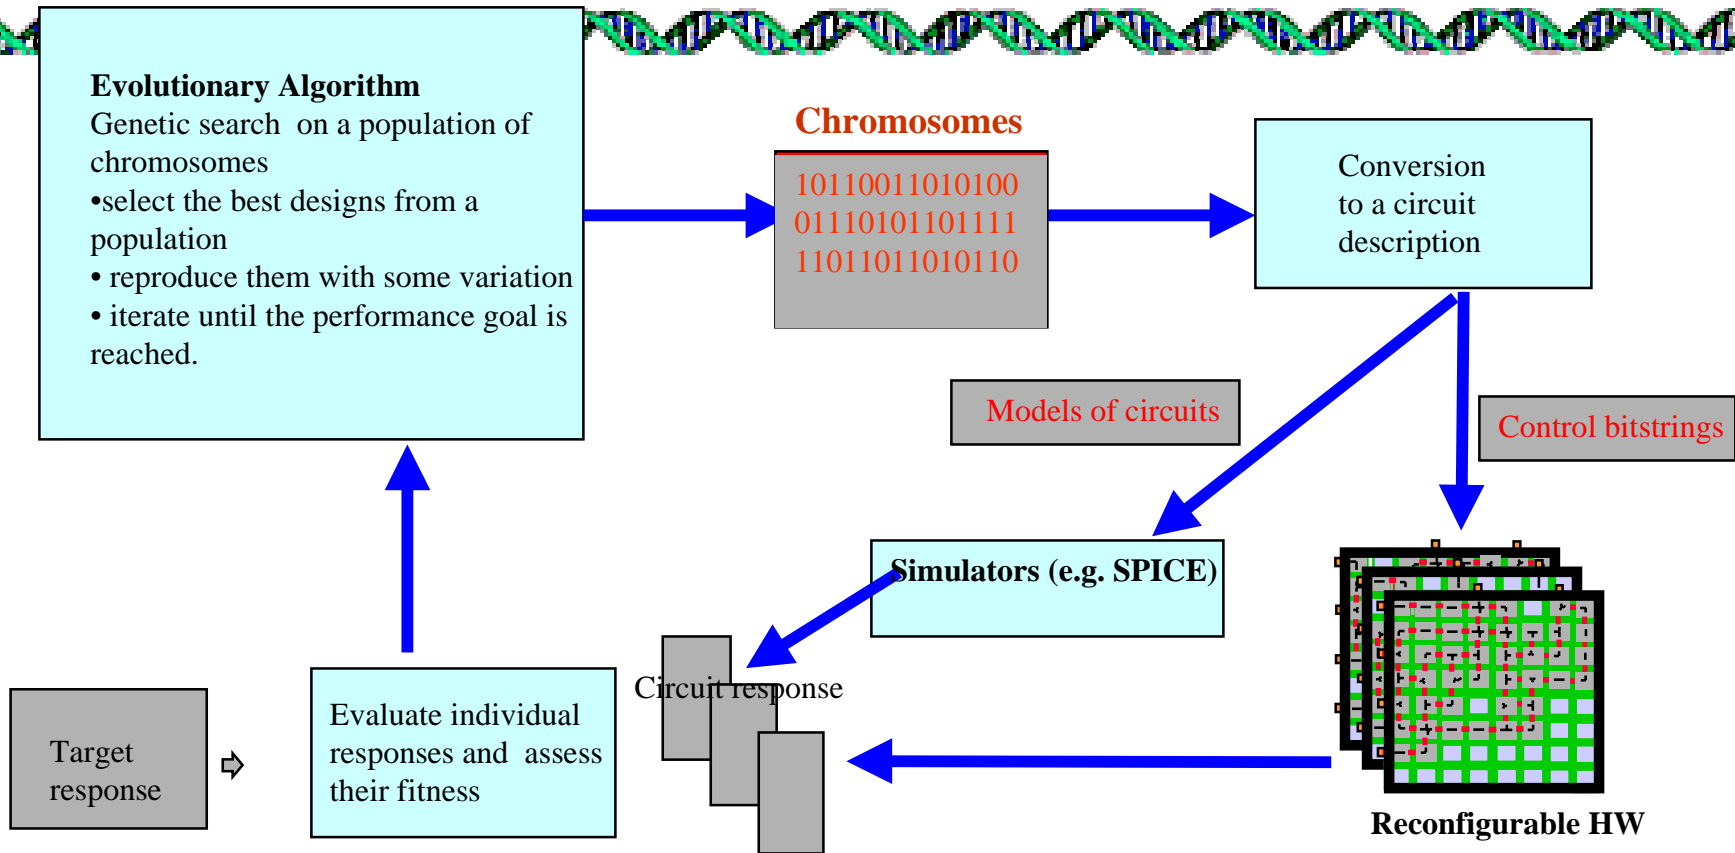 Evolutionary Algorithm
Genetic search on a population of
chromosomes
•select the best designs from a
population
• reproduce them with some variation
• iterate until the performance goal is
reached.
Chromosomes
10110011010100
01110101101111
11011011010110
Conversion
to a circuit
description
Models of circuits
Control bitstrings
Simulators (e.g. SPICE)
Circuit response
Evaluate individual
responses and assess
their fitness
Target
response
Reconfigurable HW